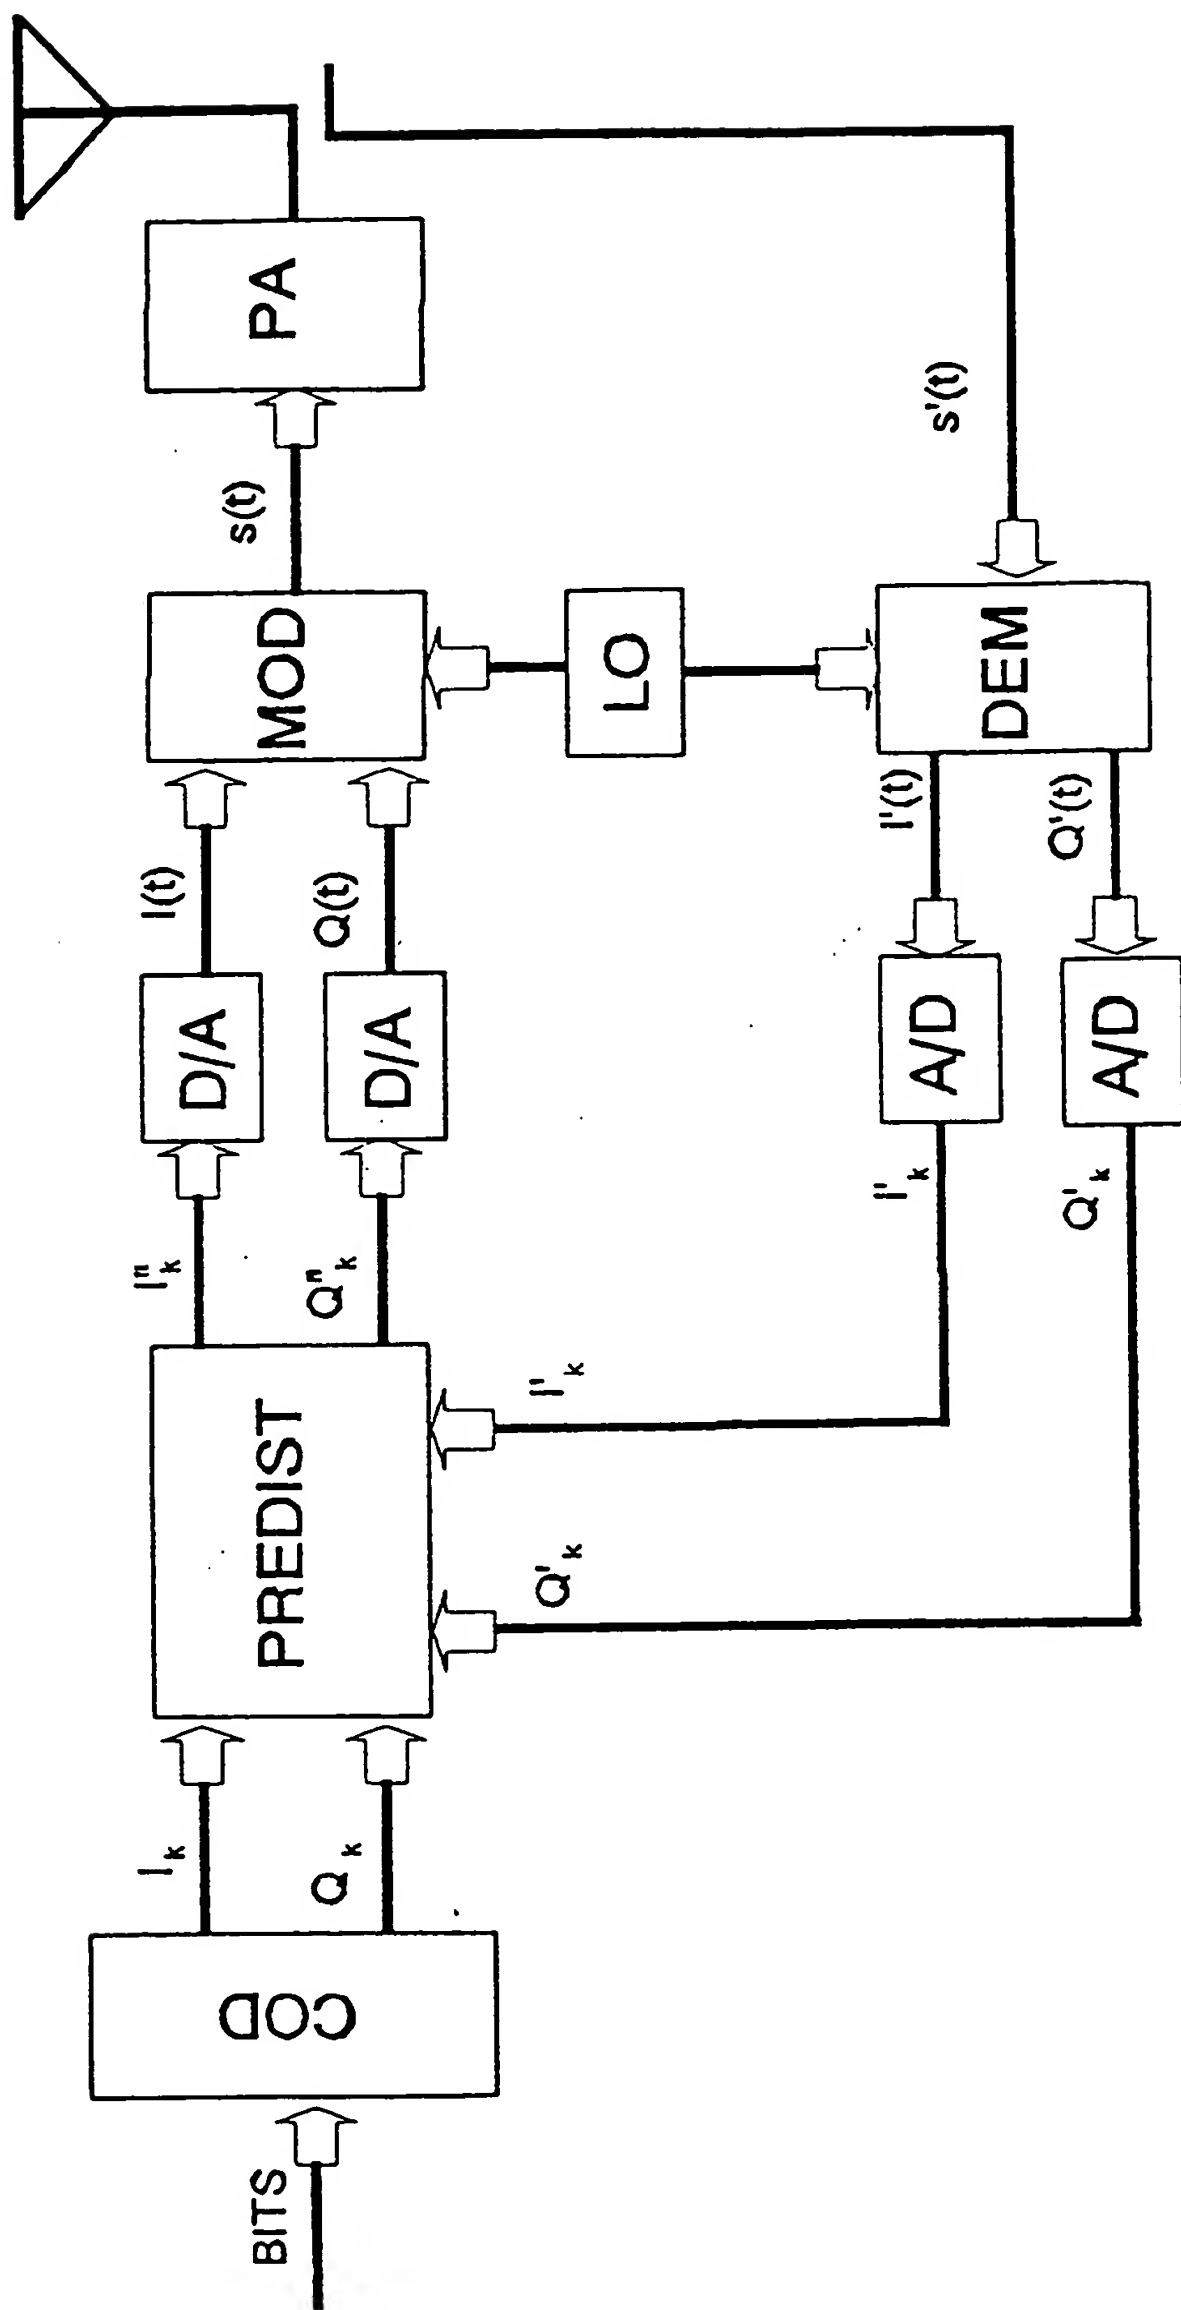 BITS
COD
I_k
Q_k
PREDIST
I"_k
Q"_k
D/A
D/A
I(t)
Q(t)
MOD
s(t)
PA
LO
s'(t)
DEM
I'(t)
Q'(t)
A/D
A/D
I'_k
Q'_k
I'_k
Q'_k